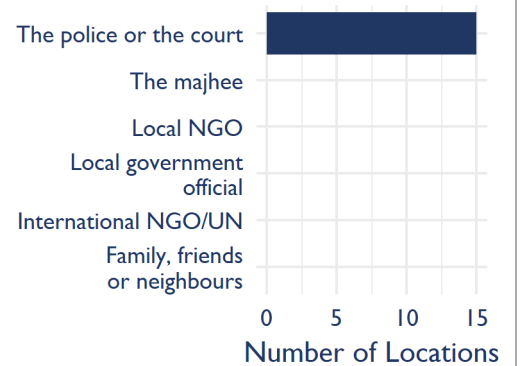 The police or the court
The majhee
Local NGO
Local government
official
International NGO/UN
Family, friends
or neighbours
0 5 10 15
Number of Locations